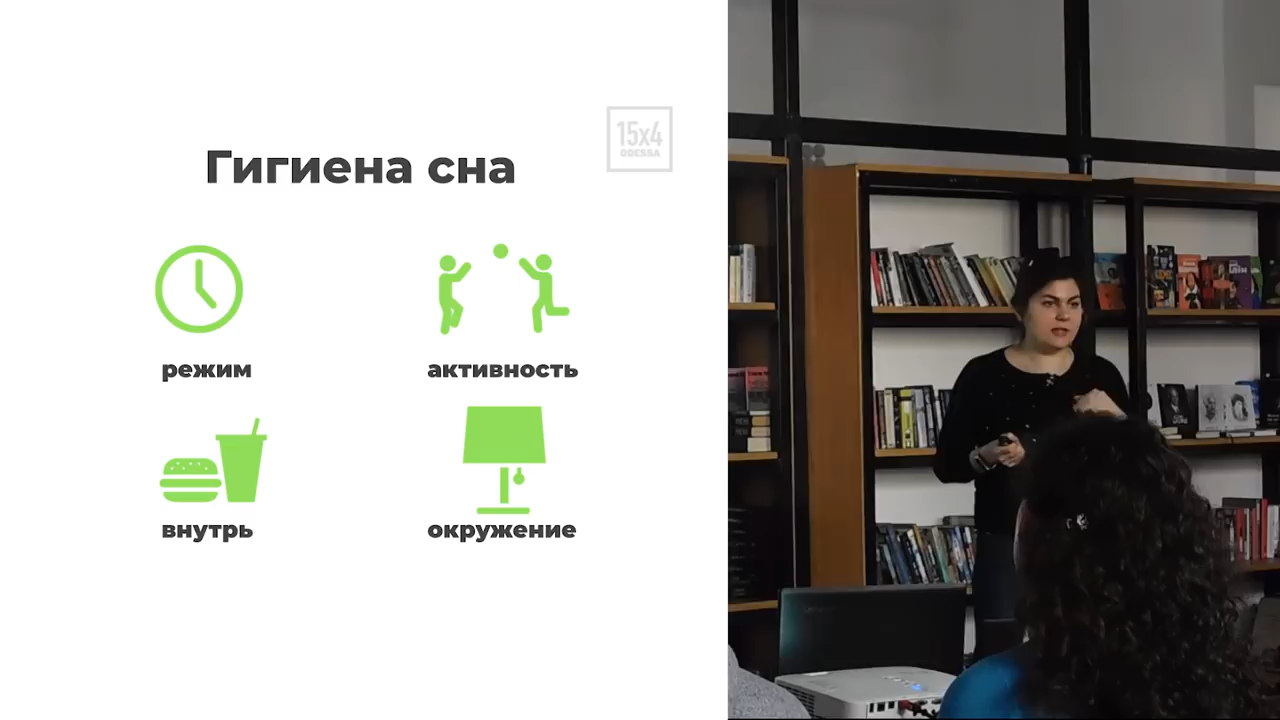 15x4
ODESSA
Гигиена сна
режим
активность
внутрь
окружение